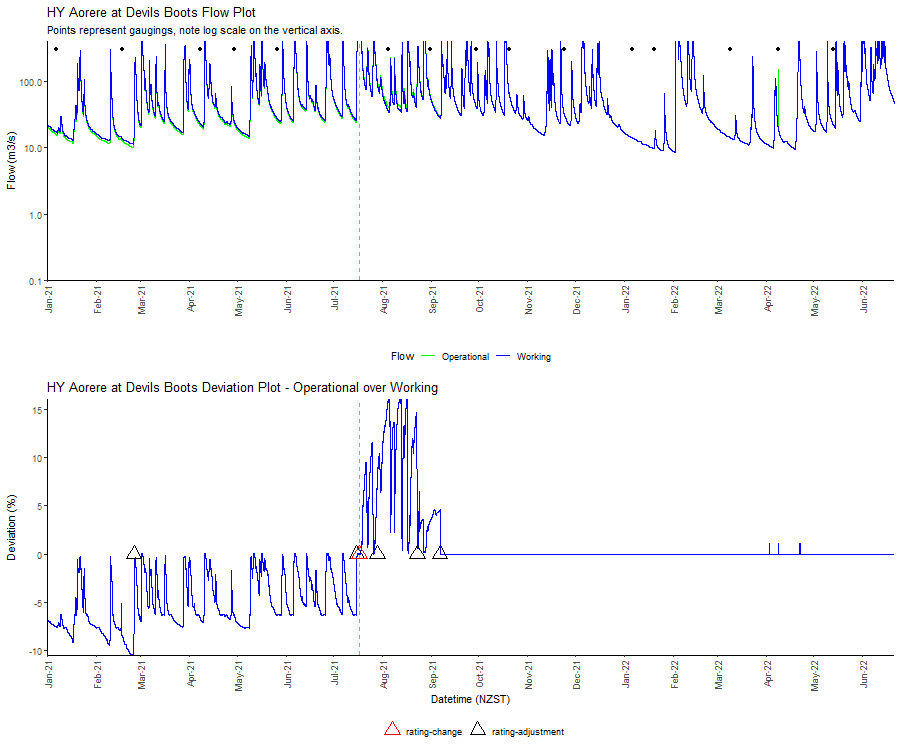 HY Aorere at Devils Boots Flow Plot
Points represent gaugings, note log scale on the vertical axis.
Flow (m3/s)
100.0
10.0
1.0
0.1
Jan-21 Feb-21 Mar-21 Apr-21 May-21 Jun-21 Jul-21 Aug-21 Sep-21 Oct-21 Nov-21 Dec-21 Jan-22 Feb-22 Mar-22 Apr-22 May-22 Jun-22
Flow Operational Working
HY Aorere at Devils Boots Deviation Plot - Operational over Working
Deviation (%)
15
10
5
0
-5
-10
Jan-21 Feb-21 Mar-21 Apr-21 May-21 Jun-21 Jul-21 Aug-21 Sep-21 Oct-21 Nov-21 Dec-21 Jan-22 Feb-22 Mar-22 Apr-22 May-22 Jun-22
Datetime (NZST)
rating-change rating-adjustment